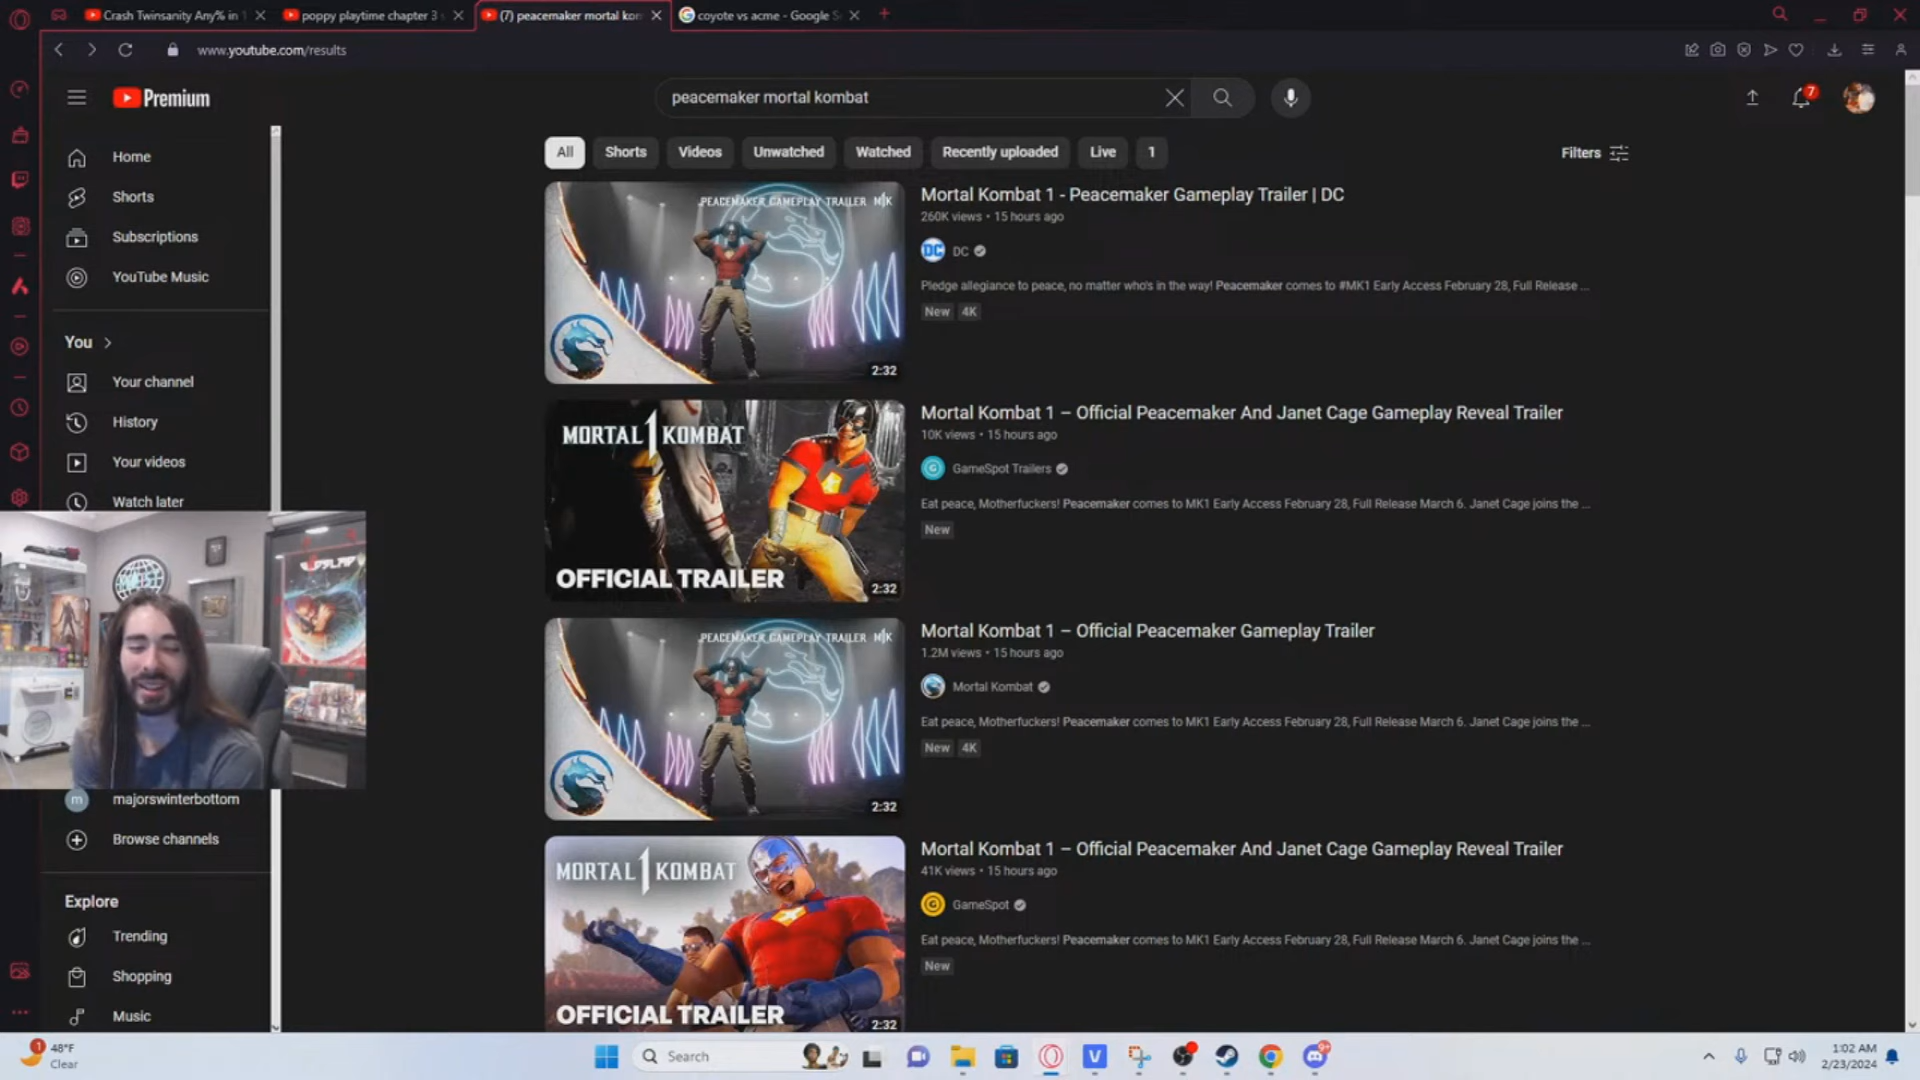 Crash Twinsanity Any% in 1
poppy playtime chapter 3 s
(7) peacemaker mortal kom
coyote vs acme - Google S
www.youtube.com/results
Premium
peacemaker mortal kombat
7
Home
Shorts
Subscriptions
YouTube Music
You
Your channel
History
Your videos
Watch later
majorswinterbottom
Browse channels
Explore
Trending
Shopping
Music
All
Shorts
Videos
Unwatched
Watched
Recently uploaded
Live
1
Filters
PEACEMAKER GAMEPLAY TRAILER
2:32
Mortal Kombat 1 - Peacemaker Gameplay Trailer | DC
260K views • 15 hours ago
DC
DC
Pledge allegiance to peace, no matter who's in the way! Peacemaker comes to #MK1 Early Access February 28, Full Release ...
New 4K
MORTAL 1 KOMBAT
OFFICIAL TRAILER
2:32
Mortal Kombat 1 – Official Peacemaker And Janet Cage Gameplay Reveal Trailer
10K views • 15 hours ago
G
GameSpot Trailers
Eat peace, Motherfuckers! Peacemaker comes to MK1 Early Access February 28, Full Release March 6. Janet Cage joins the ...
New
PEACEMAKER GAMEPLAY TRAILER
2:32
Mortal Kombat 1 – Official Peacemaker Gameplay Trailer
1.2M views • 15 hours ago
Mortal Kombat
Eat peace, Motherfuckers! Peacemaker comes to MK1 Early Access February 28, Full Release March 6. Janet Cage joins the ...
New 4K
MORTAL 1 KOMBAT
OFFICIAL TRAILER
2:32
Mortal Kombat 1 – Official Peacemaker And Janet Cage Gameplay Reveal Trailer
41K views • 15 hours ago
G
GameSpot
Eat peace, Motherfuckers! Peacemaker comes to MK1 Early Access February 28, Full Release March 6. Janet Cage joins the ...
New
1
48°F
Clear
Search
V
9+
1:02 AM
2/23/2024